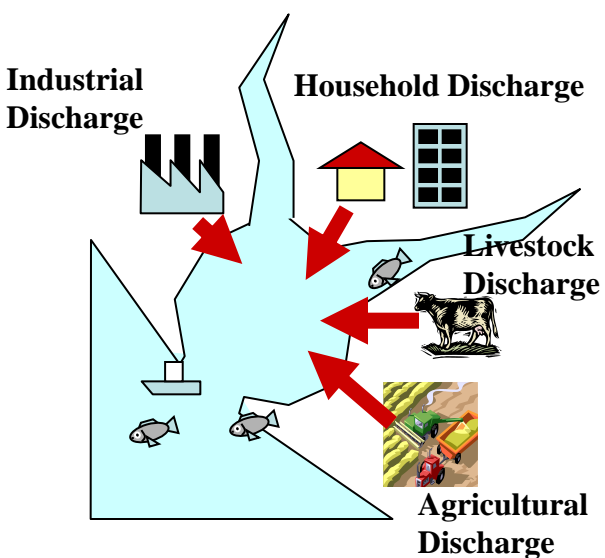 Industrial
Discharge
Household Discharge
Livestock
Discharge
Agricultural
Discharge